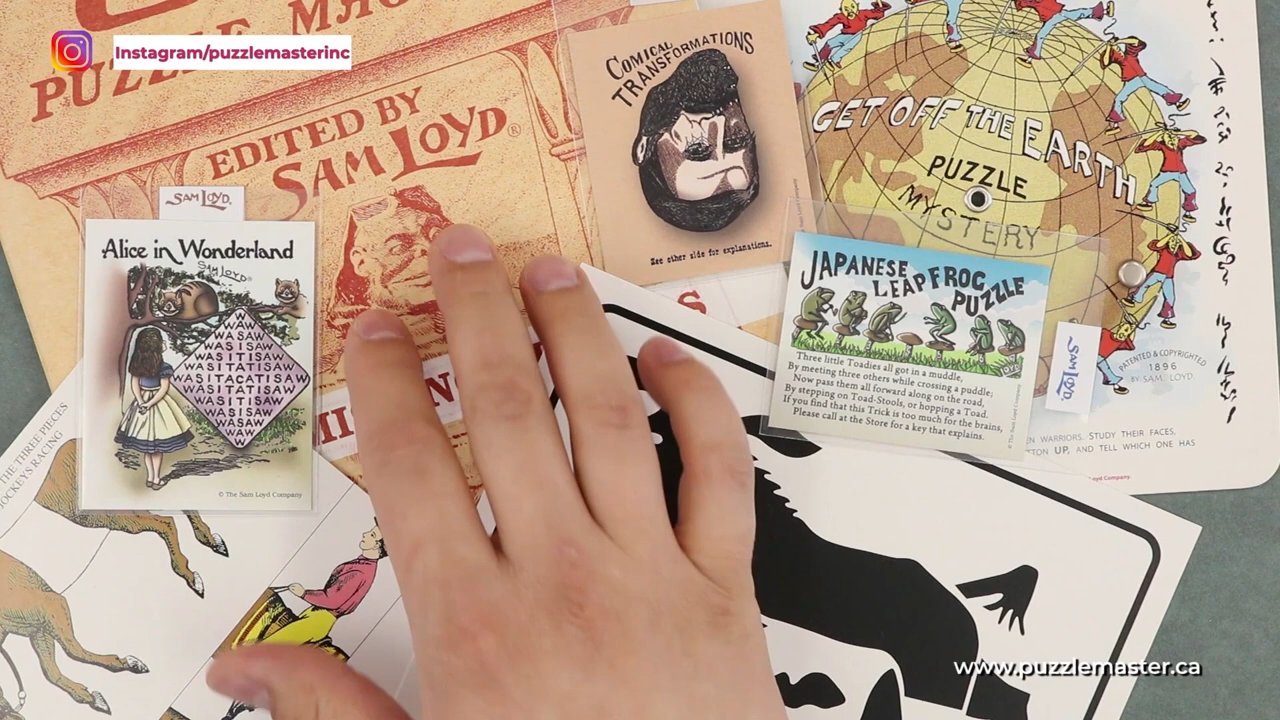 Instagram/puzzlemasterinc
PUZZLE
EDITED BY
SAM LOYD®
SAM LOYD®
Alice in Wonderland
SAM LOYD®
W
WAW
WASAW
WASISAW
WASITISAW
WASITATISAW
WASITACATISAW
WASITATISAW
WASITISAW
WASISAW
WASAW
WAW
W
© The Sam Loyd Company
THE THREE PIECES
JOCKEYS RACING
COMICAL
TRANSFORMATIONS
See other side for explanations.
GET OFF THE EARTH
PUZZLE
MYSTERY
PATENTED & COPYRIGHTED
1896
BY SAM LOYD.
JAPANESE
LEAP FROG
PUZZLE
Three little Toadies all got in a muddle,
By meeting three others while crossing a puddle;
Now pass them all forward along on the road,
By stepping on Toad-Stools, or hopping a Toad.
If you find that this Trick is too much for the brains,
Please call at the Store for a key that explains.
SAM LOYD
WARRIORS. STUDY THEIR FACES,
UP, AND TELL WHICH ONE HAS
Loyd Company
www.puzzlemaster.ca